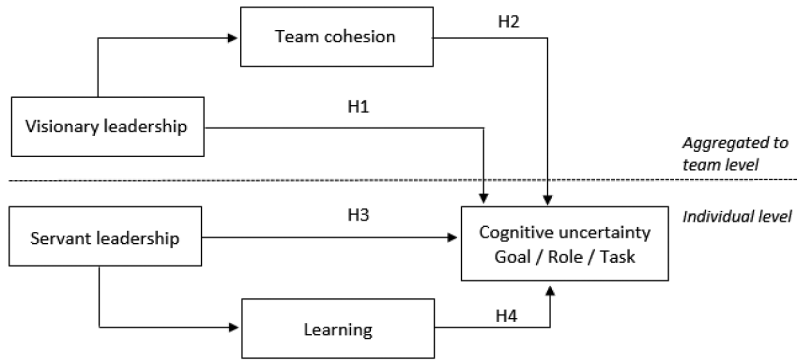 Team cohesion
H2
Visionary leadership
H1
Aggregated to
team level
Servant leadership
H3
Cognitive uncertainty
Goal / Role / Task
Individual level
Learning
H4